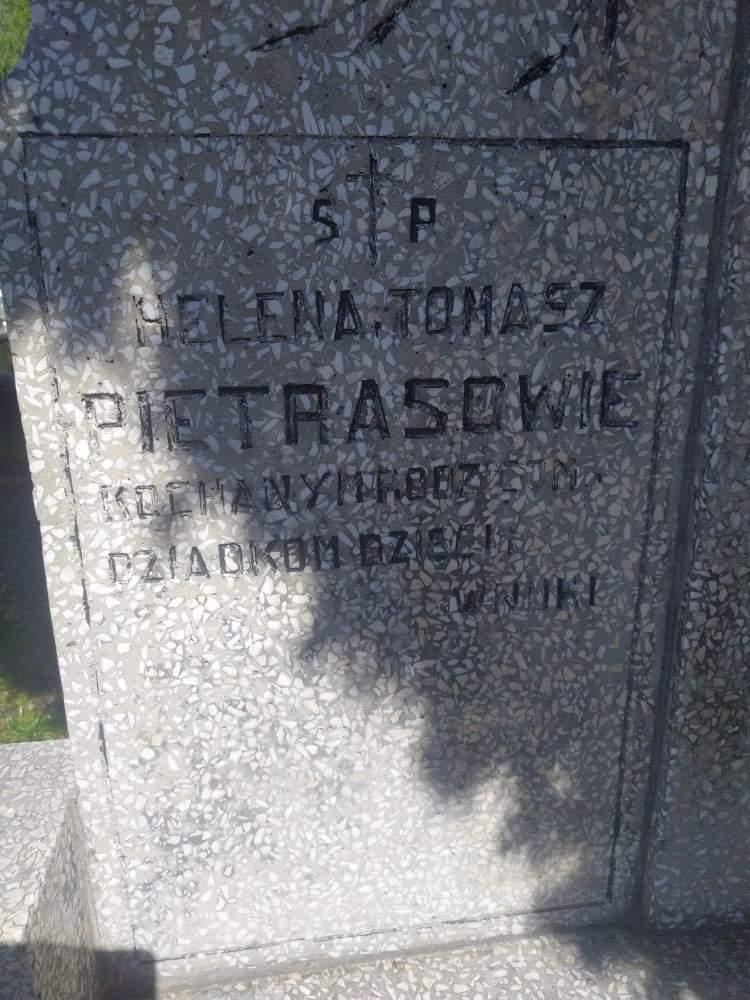 Ś P
HELENA, TOMASZ
PIETRASOWIE
KOCHANYM RODZICOM,
DZIADKOM DZIECI I
WNUKI